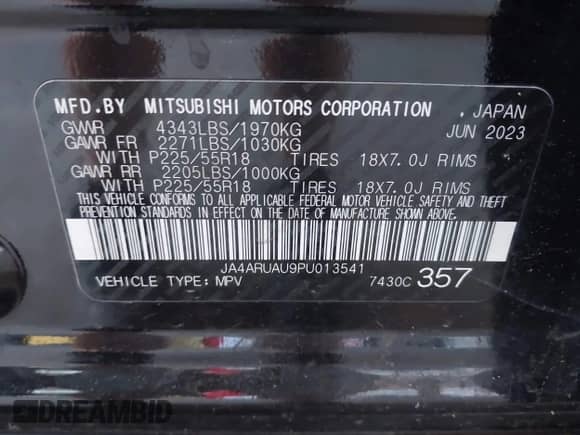 MFD.BY MITSUBISHI MOTORS CORPORATION , JAPAN
GVWR 4343LBS/1970KG JUN 2023
GAWR FR 2271LBS/1030KG
WITH P225/55R18 TIRES 18X7.0J RIMS
GAWR RR 2205LBS/1000KG
WITH P225/55R18 TIRES 18X7.0J RIMS
THIS VEHICLE CONFORMS TO ALL APPLICABLE FEDERAL MOTOR VEHICLE SAFETY AND THEFT
PREVENTION STANDARDS IN EFFECT ON THE DATE OF MANUFACTURE SHOWN ABOVE.
JA4ARUAU9PU013541
VEHICLE TYPE: MPV 7430C 357
DREAMBID